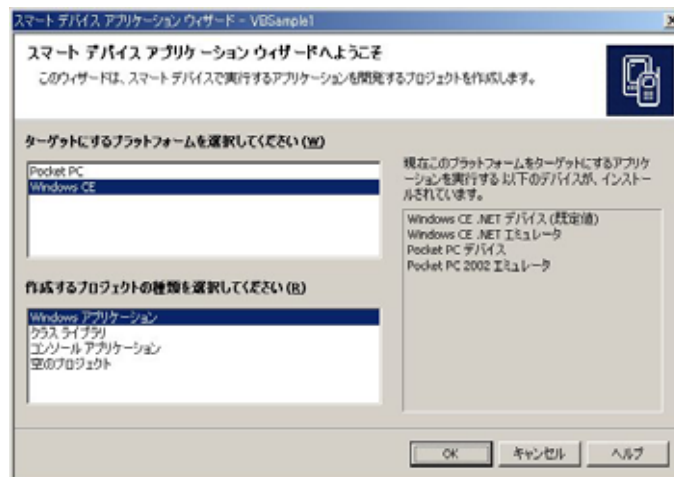 スマート デバイス アプリケーション ウィザード - VBSample1
スマート デバイス アプリケーション ウィザードへようこそ
このウィザードは、スマート デバイスで実行するアプリケーションを開発するプロジェクトを作成します。
ターゲットにするプラットフォームを選択してください (W)
Pocket PC
Windows CE
現在このプラットフォームをターゲットにするアプリケ
ーションを実行する以下のデバイスが、インストー
ルされています。
Windows CE .NET デバイス (既定値)
Windows CE .NET エミュレータ
Pocket PC デバイス
Pocket PC 2002 エミュレータ
作成するプロジェクトの種類を選択してください (R)
Windows アプリケーション
クラス ライブラリ
コンソール アプリケーション
空のプロジェクト
OK
キャンセル
ヘルプ